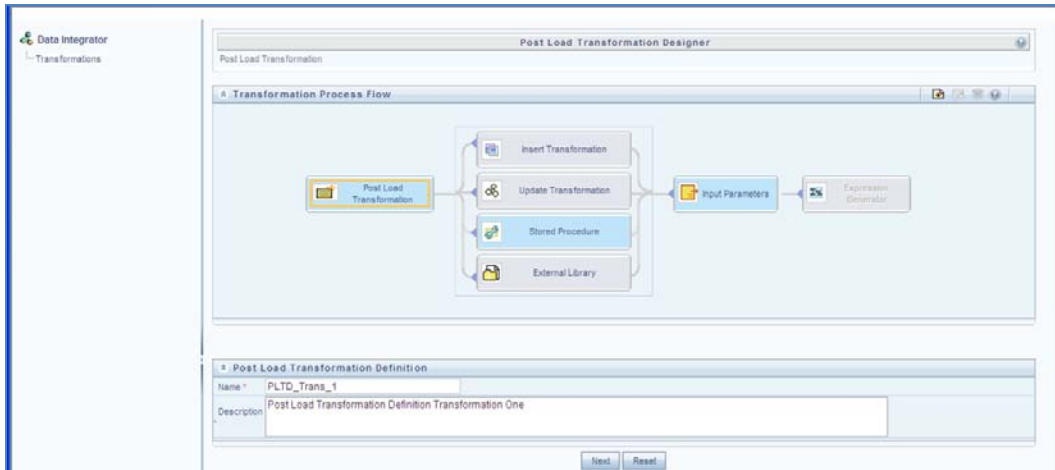 Data Integrator
Transformations
Post Load Transformation Designer
Post Load Transformation
Transformation Process Flow
Insert Transformation
Post Load
Transformation
Update Transformation
Input Parameters
Expression
Generator
Stored Procedure
External Library
Post Load Transformation Definition
Name * PLTD_Trans_1
Description * Post Load Transformation Definition Transformation One
Next Reset